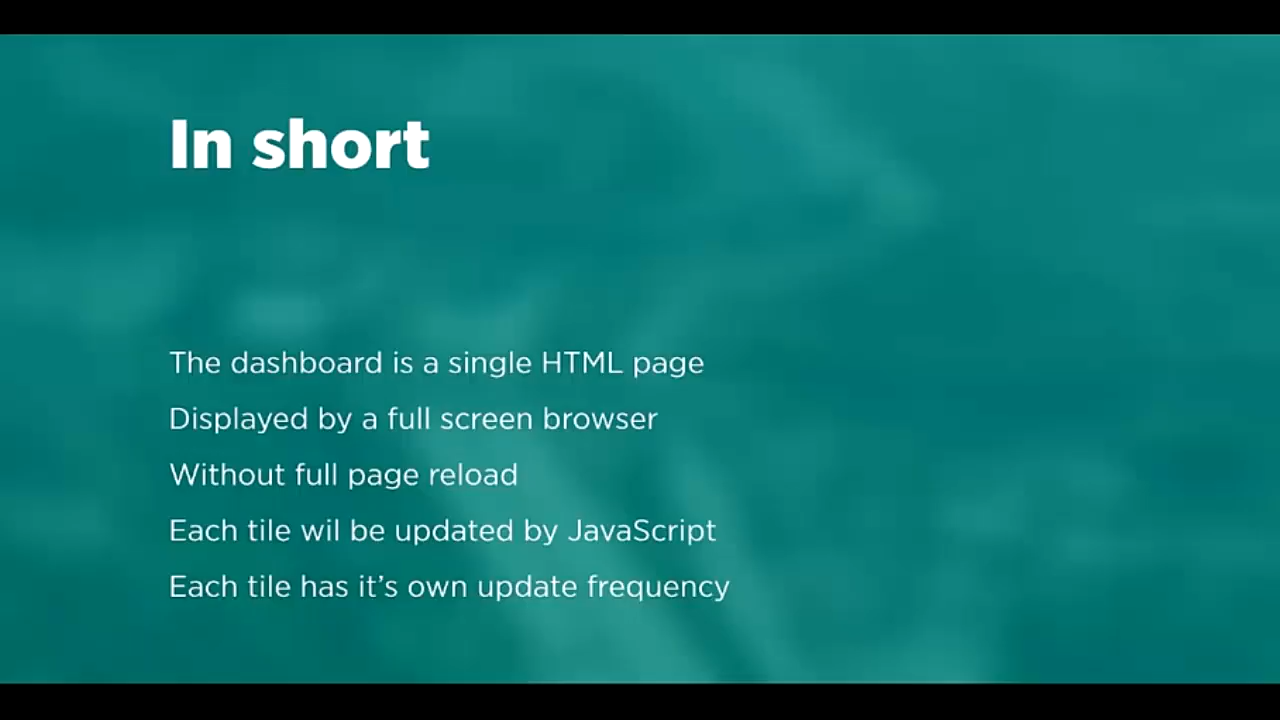 In short
The dashboard is a single HTML page
Displayed by a full screen browser
Without full page reload
Each tile wil be updated by JavaScript
Each tile has it’s own update frequency